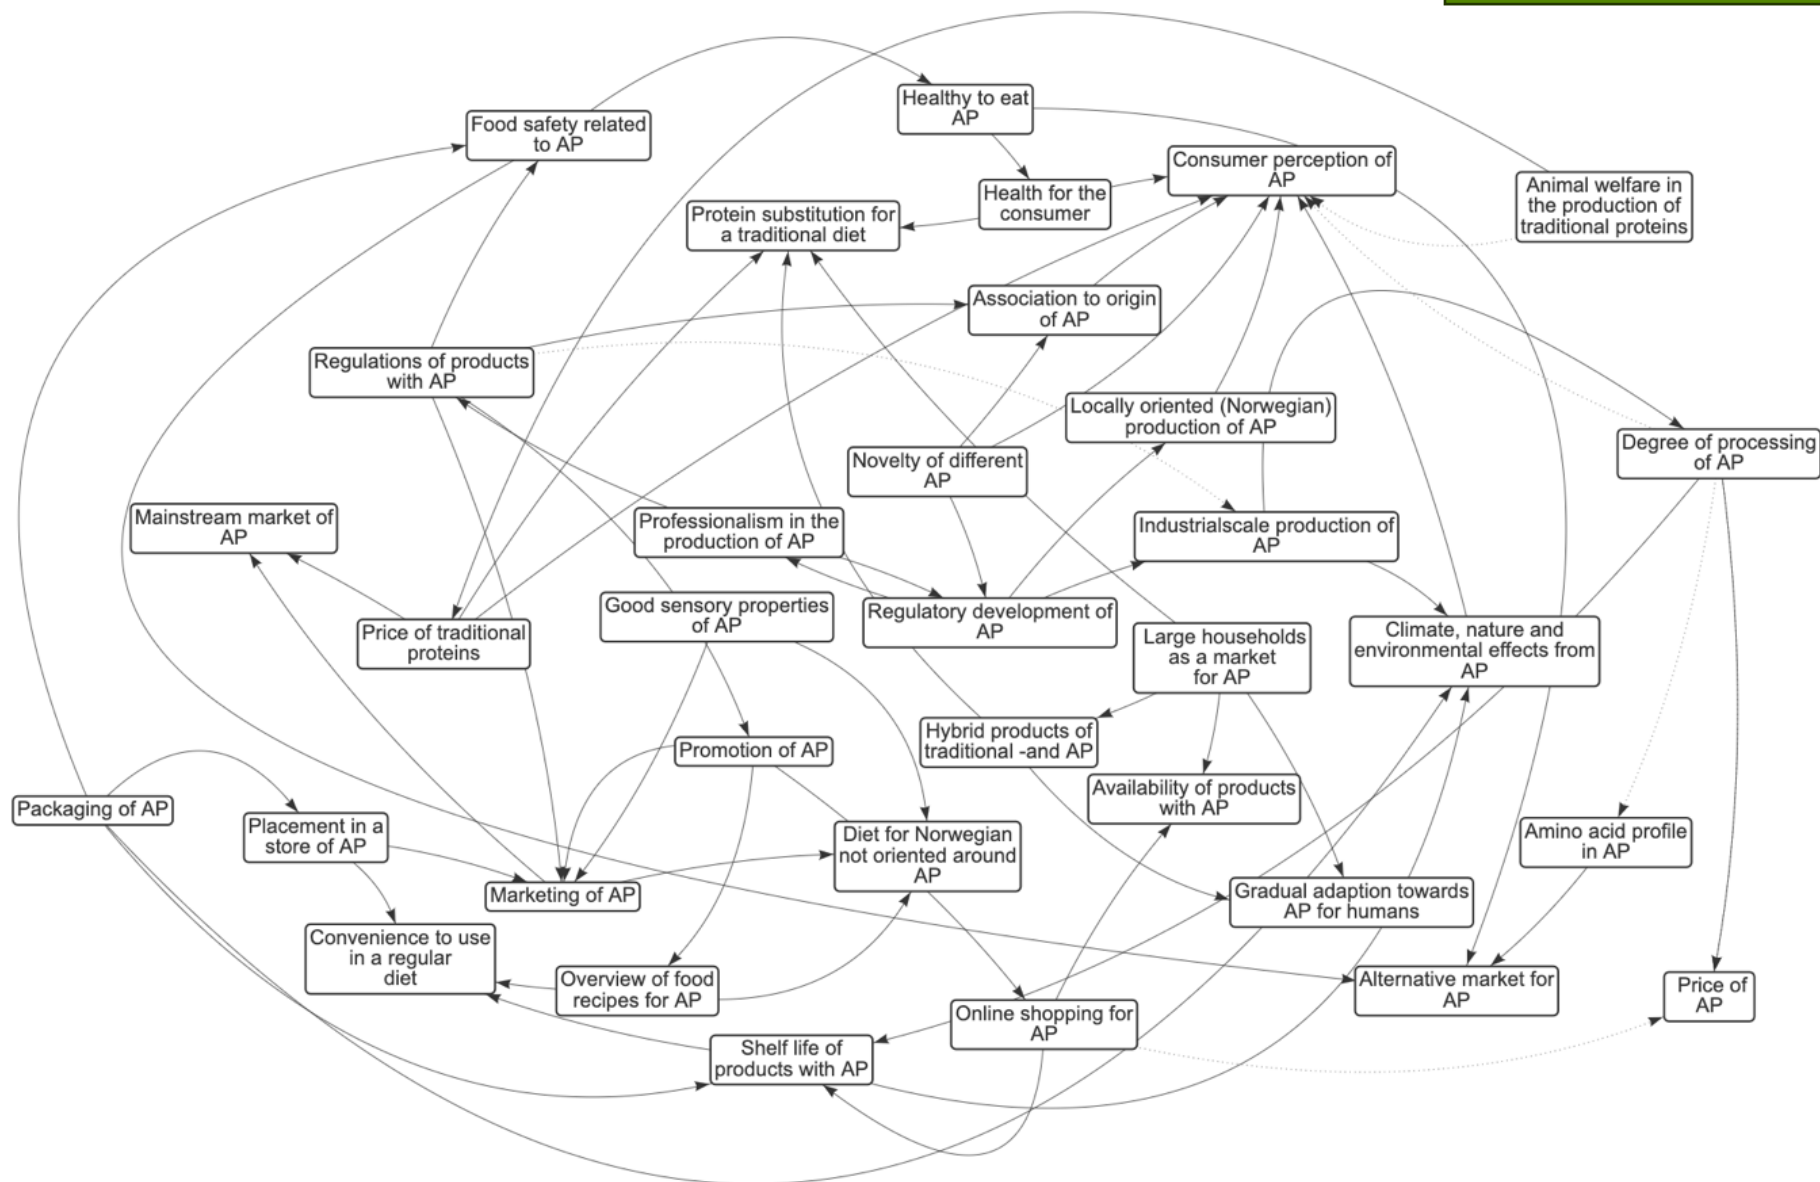 Healthy to eat
AP
Food safety related
to AP
Consumer perception of
AP
Animal welfare in
the production of
traditional proteins
Health for the
consumer
Protein substitution for
a traditional diet
Association to origin
of AP
Regulations of products
with AP
Locally oriented (Norwegian)
production of AP
Degree of processing
of AP
Novelty of different
AP
Mainstream market of
AP
Professionalism in the
production of AP
Industrialscale production of
AP
Good sensory properties
of AP
Regulatory development of
AP
Price of traditional
proteins
Large households
as a market
for AP
Climate, nature and
environmental effects from
AP
Hybrid products of
traditional -and AP
Promotion of AP
Availability of products
with AP
Packaging of AP
Placement in a
store of AP
Diet for Norwegian
not oriented around
AP
Amino acid profile
in AP
Marketing of AP
Gradual adaption towards
AP for humans
Convenience to use
in a regular
diet
Overview of food
recipes for AP
Alternative market for
AP
Price of
AP
Online shopping for
AP
Shelf life of
products with AP